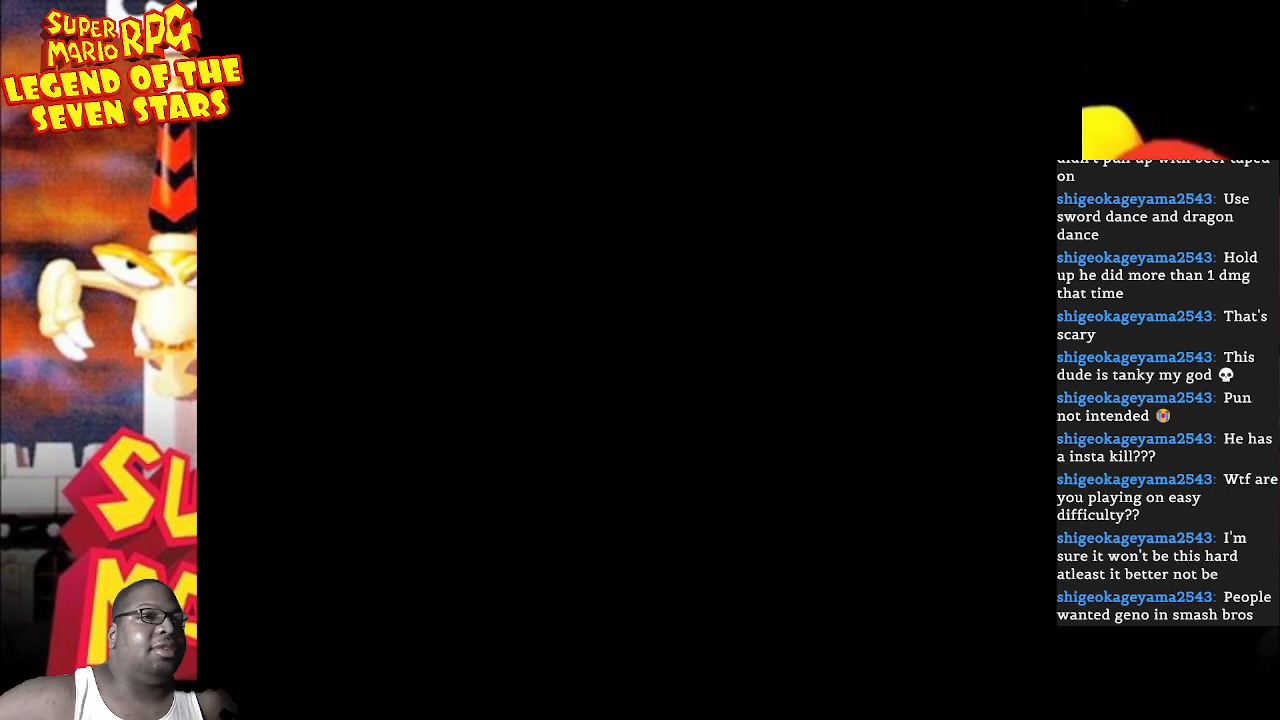 SUPER
MARIO RPG
LEGEND OF THE
SEVEN STARS
SU
MA
on
shigeokageyama2543: Use
sword dance and dragon
dance
shigeokageyama2543: Hold
up he did more than 1 dmg
that time
shigeokageyama2543: That's
scary
shigeokageyama2543: This
dude is tanky my god 💀
shigeokageyama2543: Pun
not intended 😭
shigeokageyama2543: He has
a insta kill???
shigeokageyama2543: Wtf are
you playing on easy
difficulty??
shigeokageyama2543: I'm
sure it won't be this hard
atleast it better not be
shigeokageyama2543: People
wanted geno in smash bros